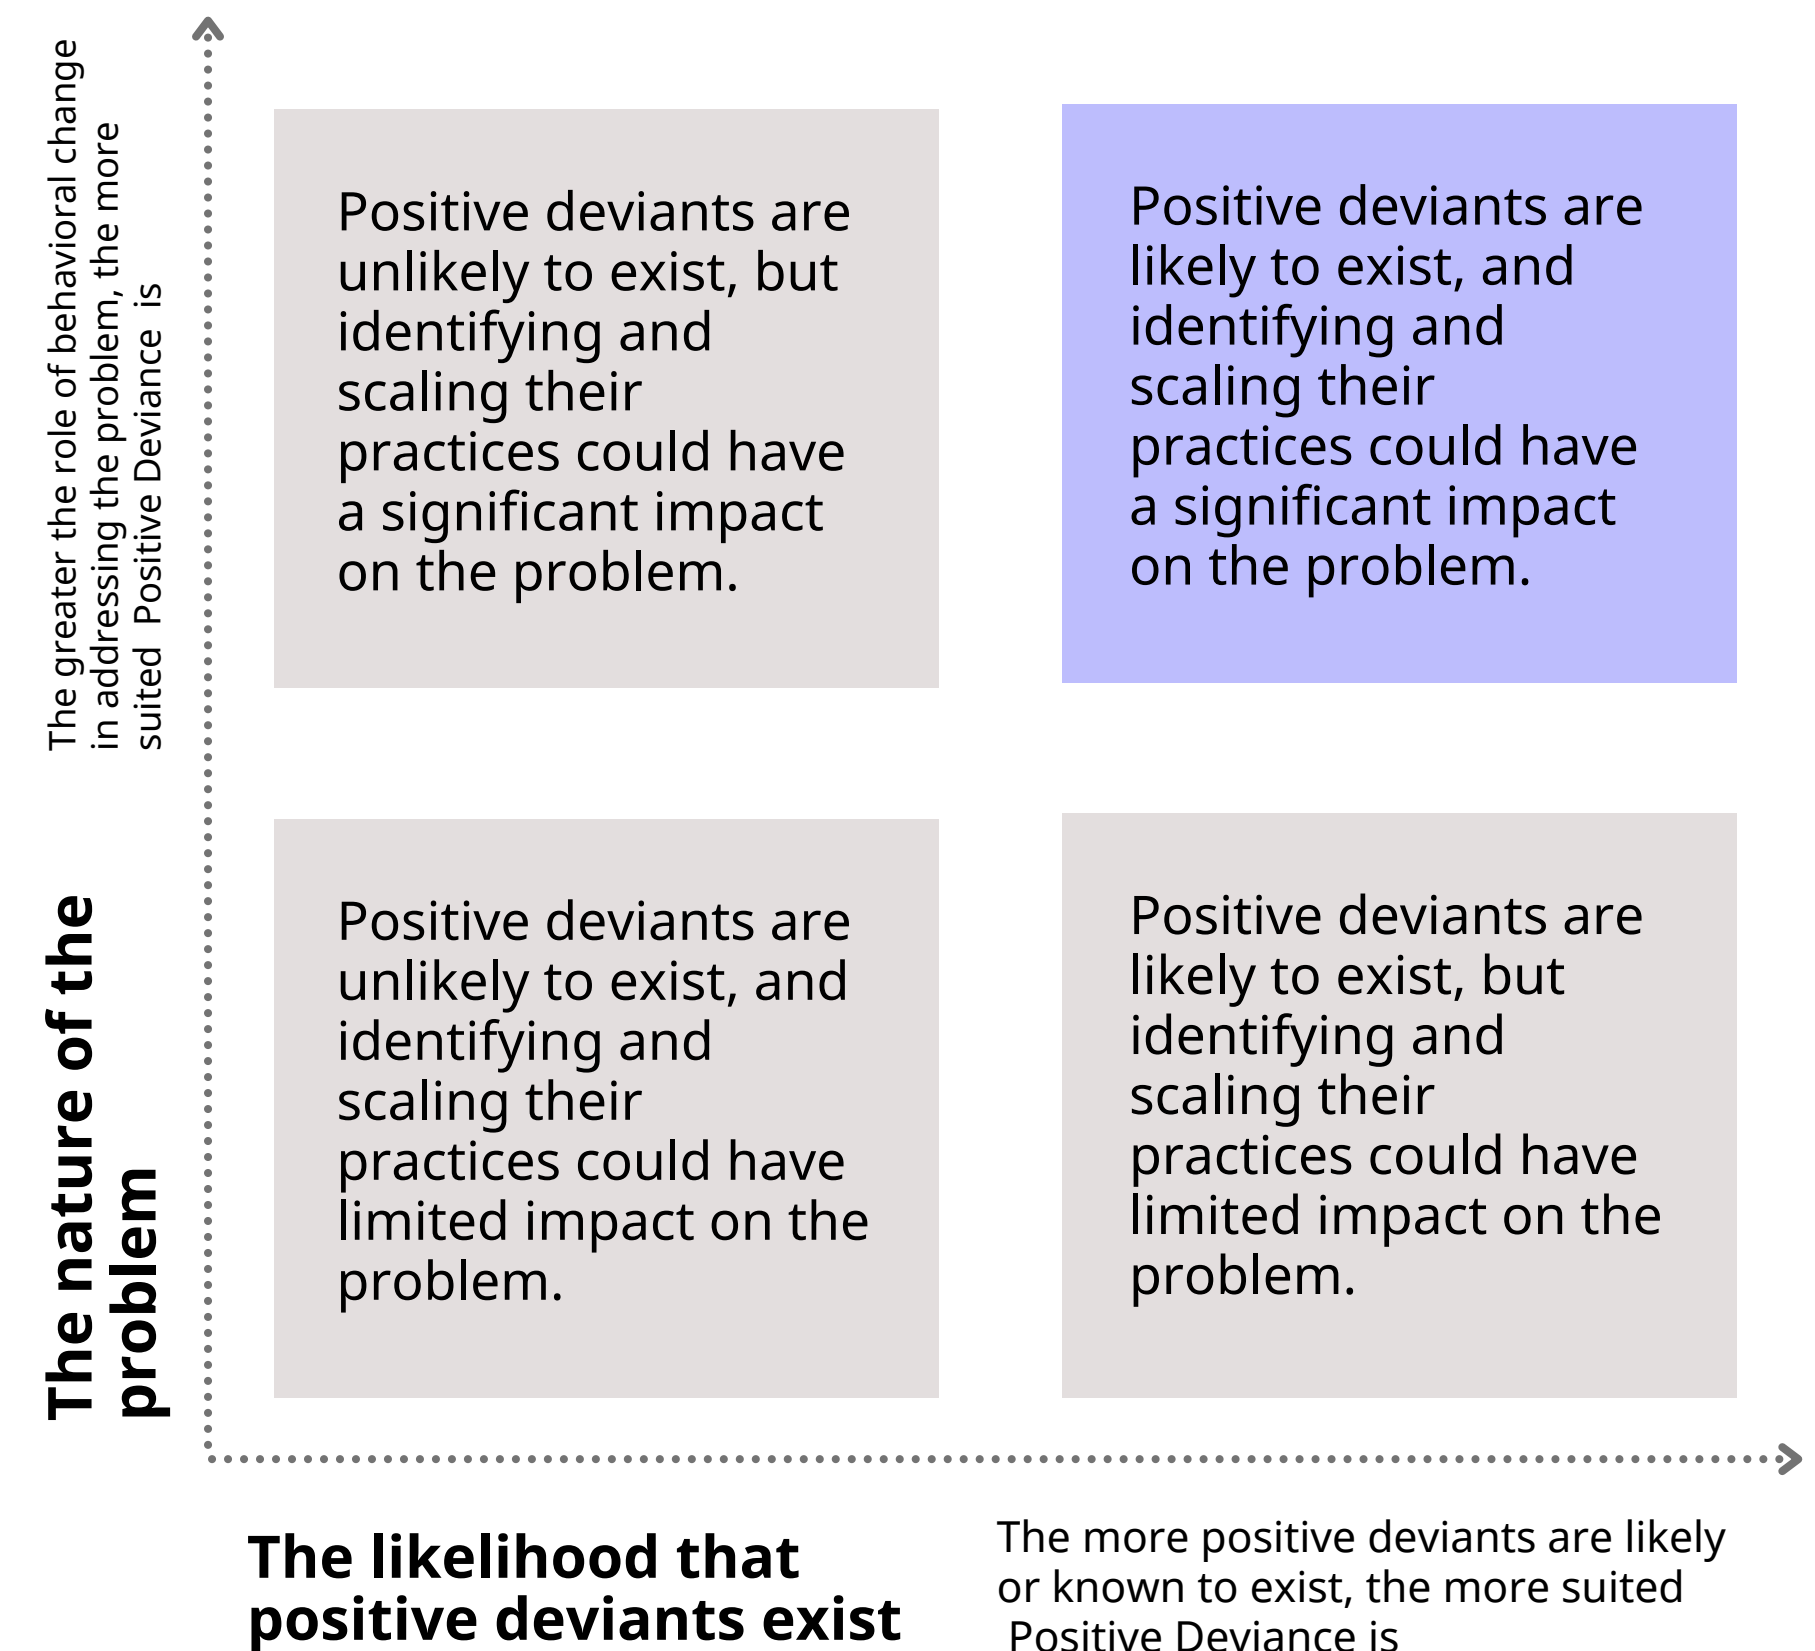 The greater the role of behavioral change
in addressing the problem, the more
suited Positive Deviance is
The nature of the
problem
Positive deviants are
unlikely to exist, but
identifying and
scaling their
practices could have
a significant impact
on the problem.
Positive deviants are
likely to exist, and
identifying and
scaling their
practices could have
a significant impact
on the problem.
Positive deviants are
unlikely to exist, and
identifying and
scaling their
practices could have
limited impact on the
problem.
Positive deviants are
likely to exist, but
identifying and
scaling their
practices could have
limited impact on the
problem.
The likelihood that
positive deviants exist
The more positive deviants are likely
or known to exist, the more suited
Positive Deviance is